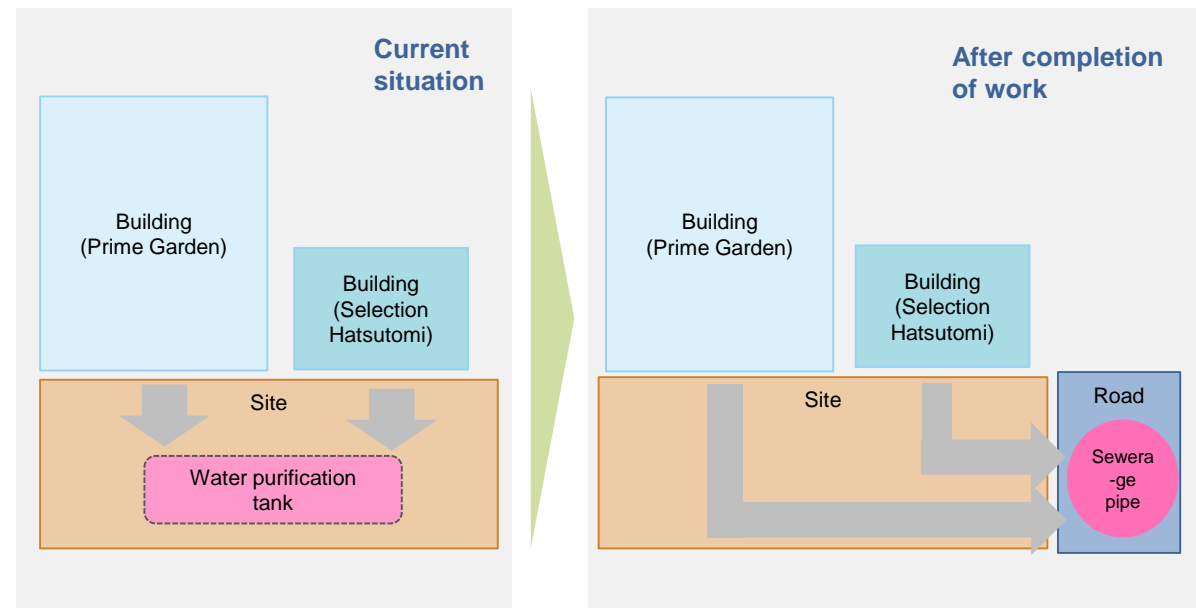 Current
situation
Building
(Prime Garden)
Building
(Selection
Hatsutomi)
Site
Water purification
tank
After completion
of work
Building
(Prime Garden)
Building
(Selection
Hatsutomi)
Site
Road
Sewera
-ge
pipe